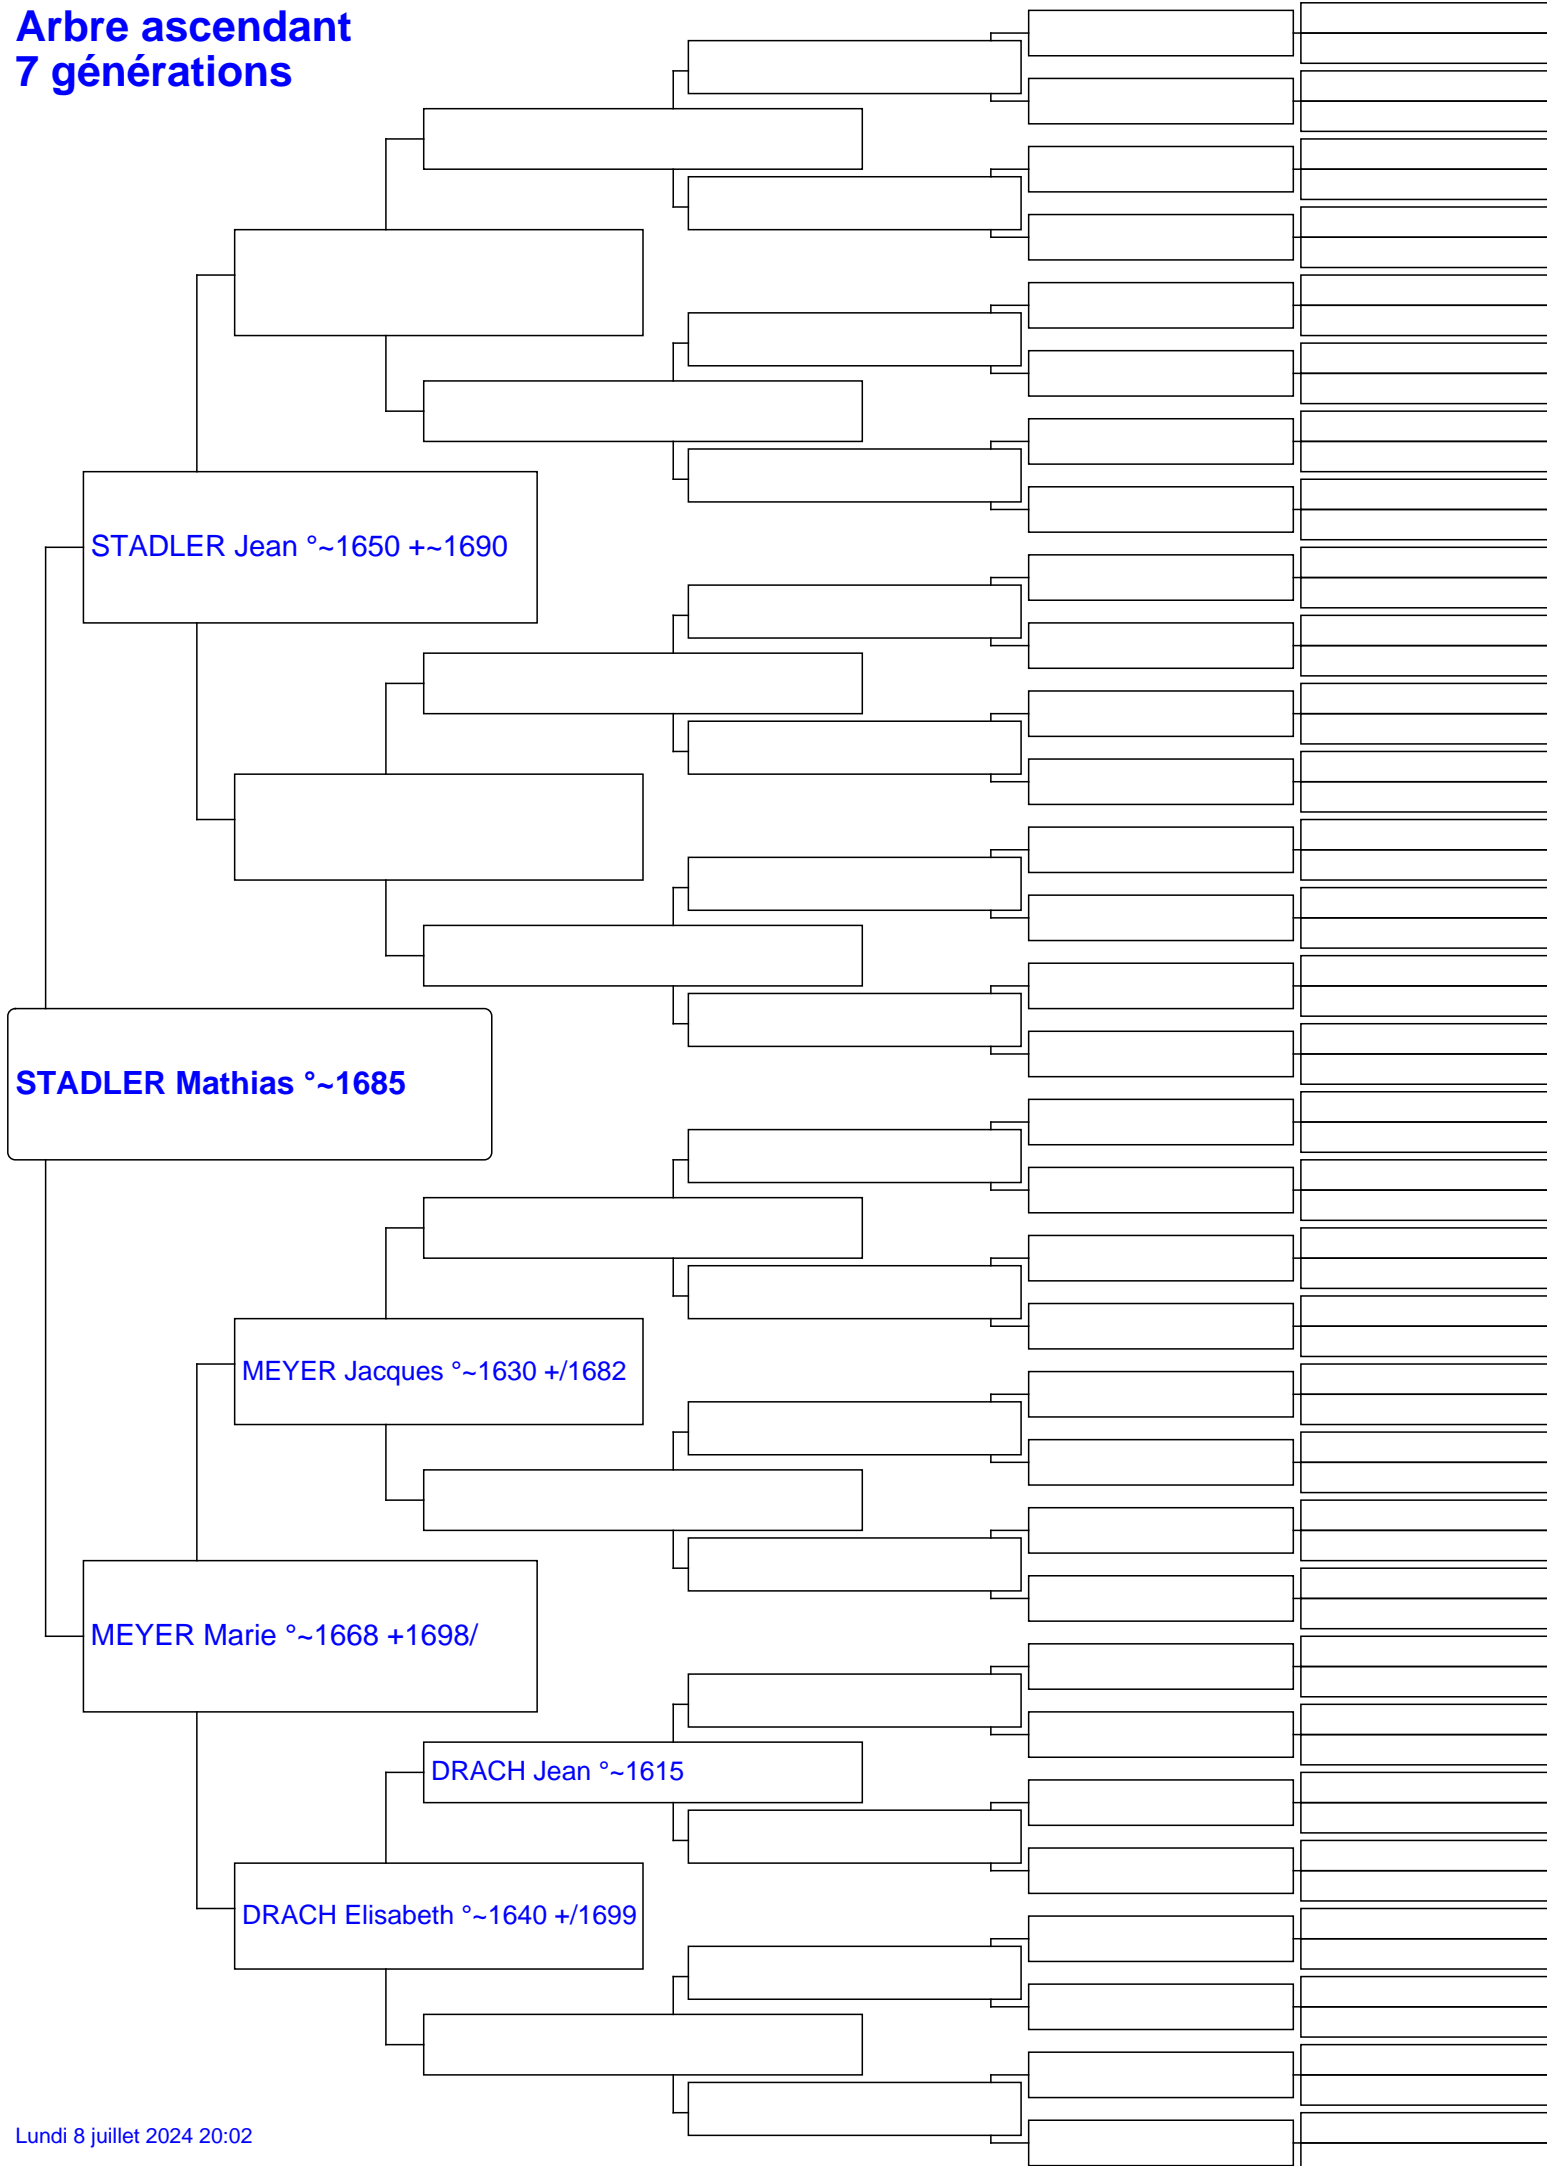 Arbre ascendant
7 générations
STADLER Jean °~1650 +~1690
STADLER Mathias °~1685
MEYER Jacques °~1630 +/1682
MEYER Marie °~1668 +1698/
DRACH Jean °~1615
DRACH Elisabeth °~1640 +/1699
Lundi 8 juillet 2024 20:02